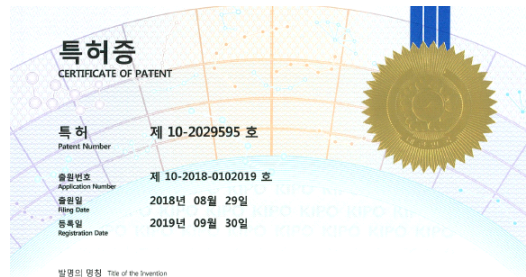 특허증
CERTIFICATE OF PATENT
특 허 제 10-2029595 호
Patent Number
출원번호 제 10-2018-0102019 호
Application Number
출원일 2018년 08월 29일
Filing Date
등록일 2019년 09월 30일
Registration Date
발명의 명칭 Title of the Invention